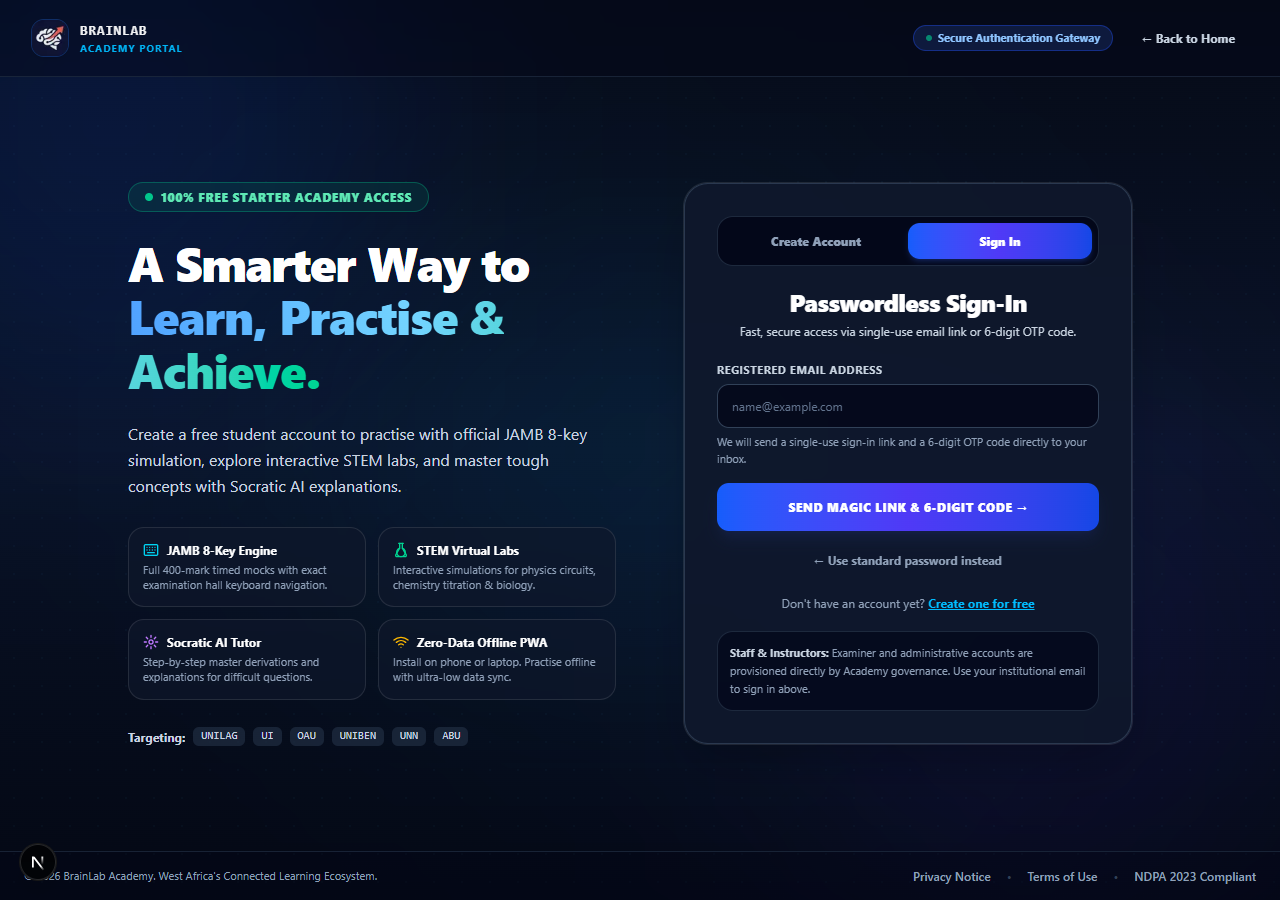 BRAINLAB
ACADEMY PORTAL
Secure Authentication Gateway
← Back to Home
100% FREE STARTER ACADEMY ACCESS
A Smarter Way to
Learn, Practise &
Achieve.
Create a free student account to practise with official JAMB 8-key
simulation, explore interactive STEM labs, and master tough
concepts with Socratic AI explanations.
JAMB 8-Key Engine
Full 400-mark timed mocks with exact
examination hall keyboard navigation.
STEM Virtual Labs
Interactive simulations for physics circuits,
chemistry titration & biology.
Socratic AI Tutor
Step-by-step master derivations and
explanations for difficult questions.
Zero-Data Offline PWA
Install on phone or laptop. Practise offline
with ultra-low data sync.
Targeting: UNILAG UI OAU UNIBEN UNN ABU
Create Account
Sign In
Passwordless Sign-In
Fast, secure access via single-use email link or 6-digit OTP code.
REGISTERED EMAIL ADDRESS
name@example.com
We will send a single-use sign-in link and a 6-digit OTP code directly to your
inbox.
SEND MAGIC LINK & 6-DIGIT CODE →
← Use standard password instead
Don't have an account yet? Create one for free
Staff & Instructors: Examiner and administrative accounts are
provisioned directly by Academy governance. Use your institutional email
to sign in above.
N
26 BrainLab Academy. West Africa's Connected Learning Ecosystem.
Privacy Notice • Terms of Use • NDPA 2023 Compliant